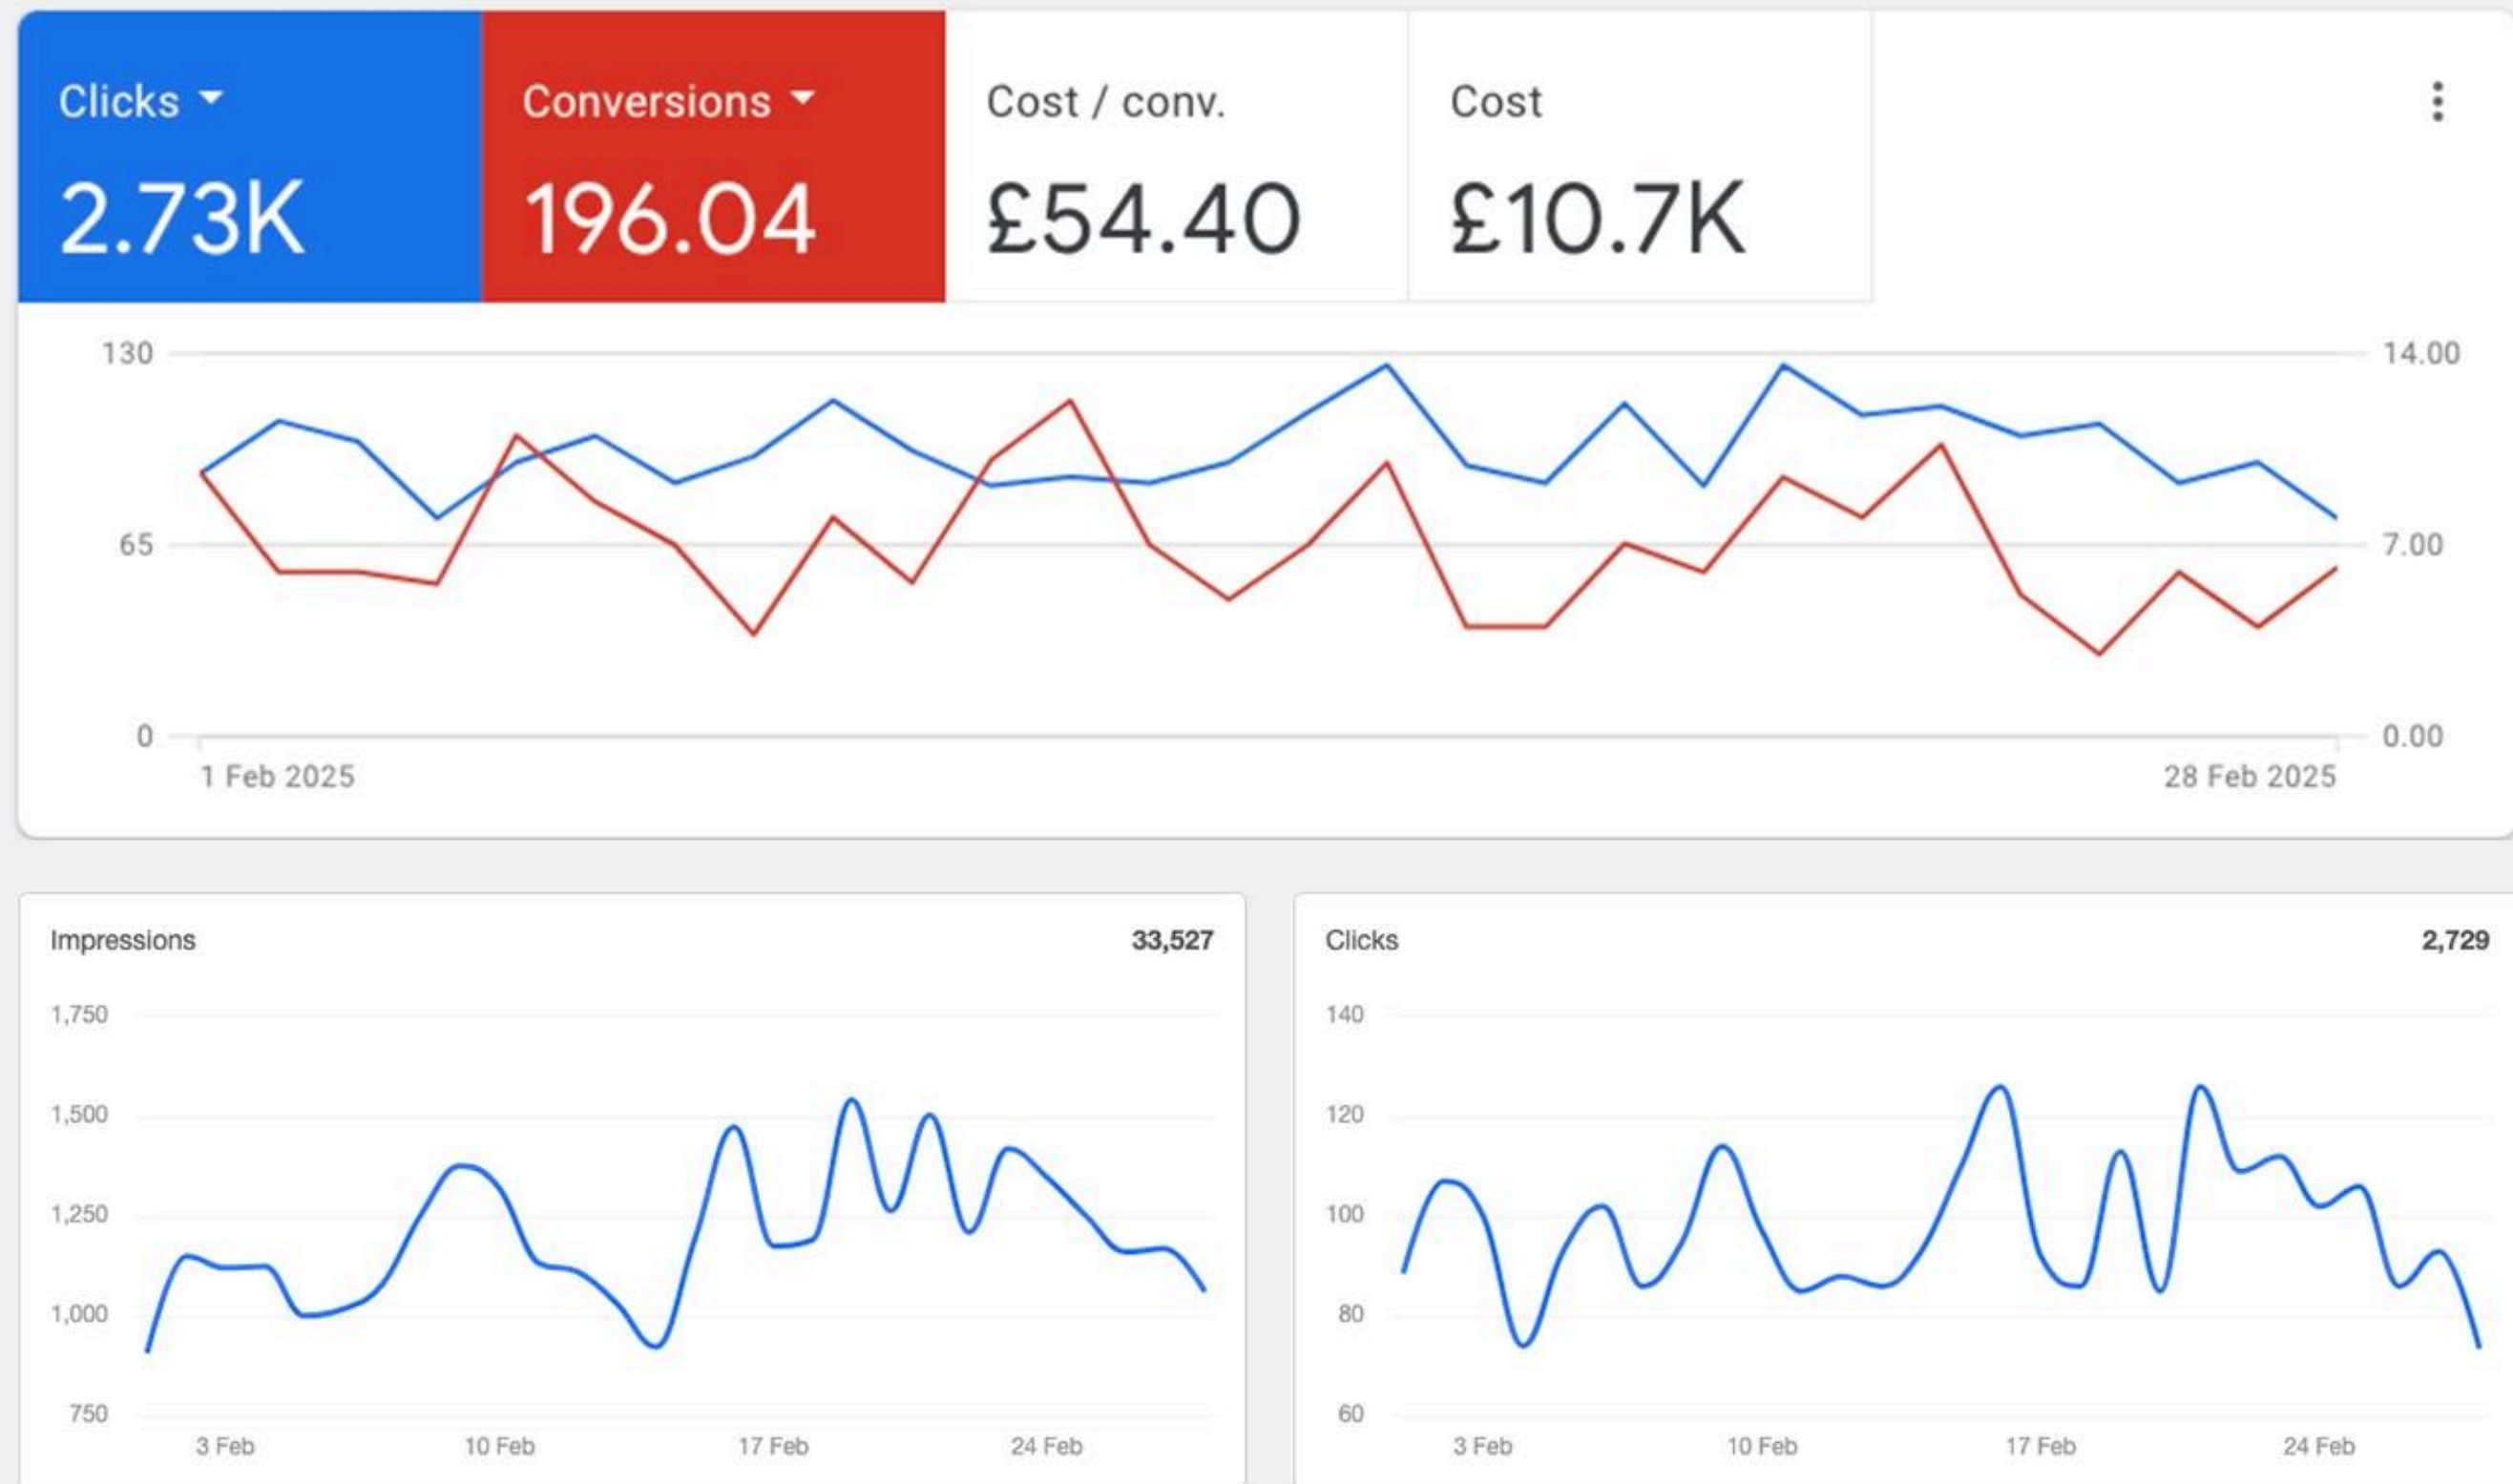 Clicks
Conversions
Cost / conv.
Cost
2.73K
196.04
£54.40
£10.7K
130
14.00
65
7.00
0
0.00
1 Feb 2025
28 Feb 2025
Impressions
33,527
1,750
1,500
1,250
1,000
750
3 Feb
10 Feb
17 Feb
24 Feb
Clicks
2,729
140
120
100
80
60
3 Feb
10 Feb
17 Feb
24 Feb